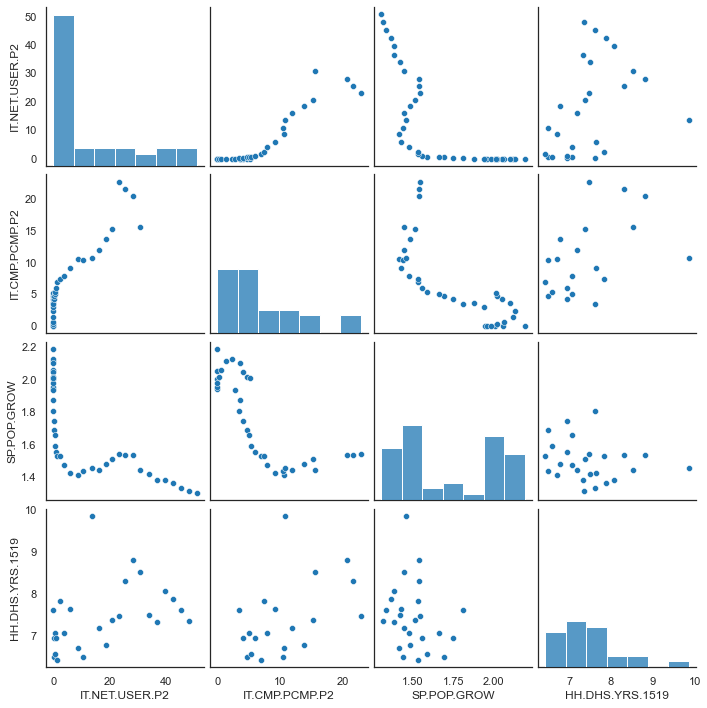 50
40
30
20
10
0
IT.NET.USER.P2
20
15
10
5
0
IT.CMP.PCMP.P2
2.2
2.0
1.8
1.6
1.4
SP.POP.GROW
10
9
8
7
HH.DHS.YRS.1519
0 20 40
IT.NET.USER.P2
0 10 20
IT.CMP.PCMP.P2
1.50 1.75 2.00
SP.POP.GROW
7 8 9 10
HH.DHS.YRS.1519